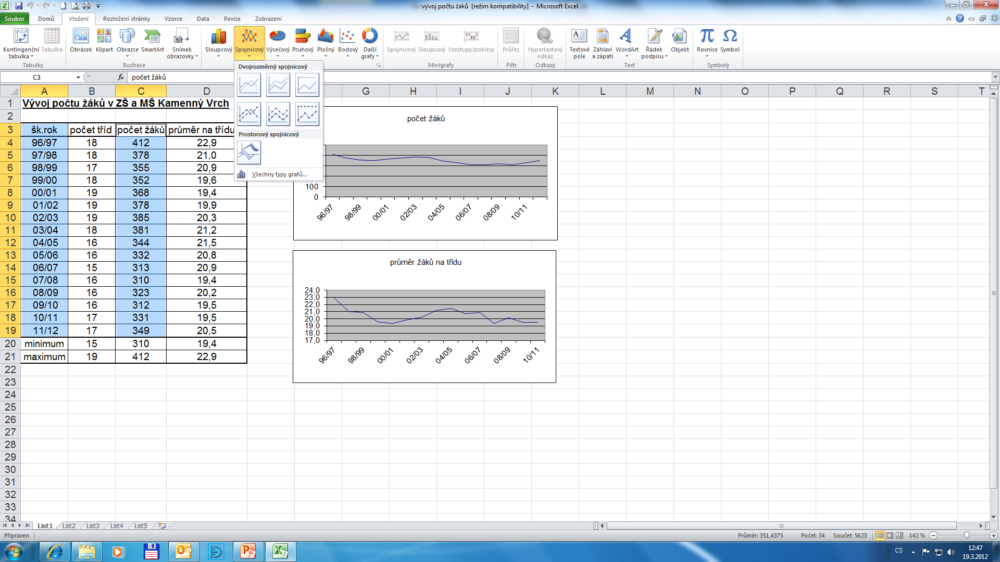 vývoj počtu žáků  [režim kompatibility]  -  Microsoft Excel
Soubor Domů Vložení Rozložení stránky Vzorce Data Revize Zobrazení
Kontingenční tabulka Tabulka Obrázek Klipart Obrazce SmartArt Snímek obrazovky Sloupcový Spojnicový Výsečový Pruhový Plošný Bodový Další grafy Spojnicový Sloupcový Vzestupy/poklesy Průřez Hypertextový odkaz Textové pole Záhlaví a zápatí WordArt Řádek podpisu Objekt Rovnice Symbol
Tabulky Ilustrace Minigrafy Filtr Odkazy Text Symboly
C3 fx počet žáků
Dvojrozměrný spojnicový
Prostorový spojnicový
Všechny typy grafů...
A B C D G H I J K L M N O P Q R S T
1 Vývoj počtu žáků v ZŠ a MŠ Kamenný Vrch
2
3 šk.rok počet tříd počet žáků průměr na třídu
4 96/97 18 412 22,9
5 97/98 18 378 21,0
6 98/99 17 355 20,9
7 99/00 18 352 19,6
8 00/01 19 368 19,4
9 01/02 19 378 19,9
10 02/03 19 385 20,3
11 03/04 18 381 21,2
12 04/05 16 344 21,5
13 05/06 16 332 20,8
14 06/07 15 313 20,9
15 07/08 16 310 19,4
16 08/09 16 323 20,2
17 09/10 16 312 19,5
18 10/11 17 331 19,5
19 11/12 17 349 20,5
20 minimum 15 310 19,4
21 maximum 19 412 22,9
22
23
24
25
26
27
28
29
30
31
32
33
34
počet žáků
100
0
96/97 98/99 00/01 02/03 04/05 06/07 08/09 10/11
průměr žáků na třídu
24,0
23,0
22,0
21,0
20,0
19,0
18,0
17,0
96/97 98/99 00/01 02/03 04/05 06/07 08/09 10/11
List1 List2 List3 List4 List5
Připraven Průměr: 351,4375 Počet: 34 Součet: 5623 142 %
CS 12:47
19.3.2012